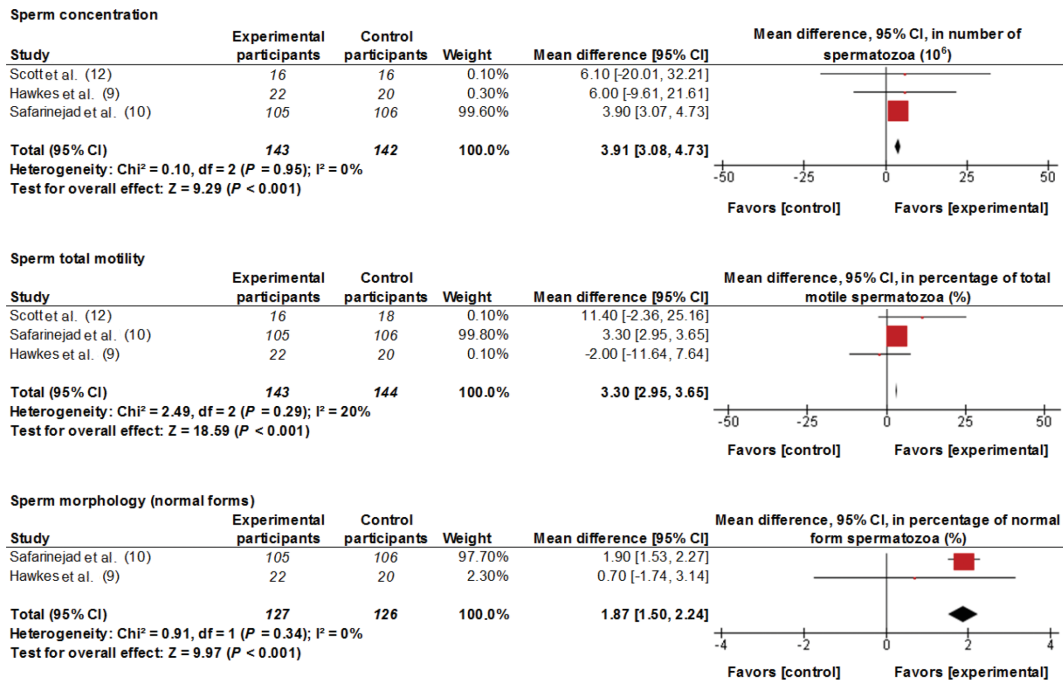 Sperm concentration
Experimental participants Control participants Mean difference, 95% CI, in number of spermatozoa (10⁶)
Study Weight Mean difference [95% CI]
Scott et al. (12) 16 16 0.10% 6.10 [-20.01, 32.21]
Hawkes et al. (9) 22 20 0.30% 6.00 [-9.61, 21.61]
Safarinejad et al. (10) 105 106 99.60% 3.90 [3.07, 4.73]
Total (95% CI) 143 142 100.0% 3.91 [3.08, 4.73]
Heterogeneity: Chi² = 0.10, df = 2 (P = 0.95); I² = 0%
Test for overall effect: Z = 9.29 (P < 0.001)
-50 -25 0 25 50
Favors [control] Favors [experimental]
Sperm total motility
Experimental participants Control participants Mean difference, 95% CI, in percentage of total motile spermatozoa (%)
Study Weight Mean difference [95% CI]
Scott et al. (12) 16 18 0.10% 11.40 [-2.36, 25.16]
Safarinejad et al. (10) 105 106 99.80% 3.30 [2.95, 3.65]
Hawkes et al. (9) 22 20 0.10% -2.00 [-11.64, 7.64]
Total (95% CI) 143 144 100.0% 3.30 [2.95, 3.65]
Heterogeneity: Chi² = 2.49, df = 2 (P = 0.29); I² = 20%
Test for overall effect: Z = 18.59 (P < 0.001)
-50 -25 0 25 50
Favors [control] Favors [experimental]
Sperm morphology (normal forms)
Experimental participants Control participants Mean difference, 95% CI, in percentage of normal form spermatozoa (%)
Study Weight Mean difference [95% CI]
Safarinejad et al. (10) 105 106 97.70% 1.90 [1.53, 2.27]
Hawkes et al. (9) 22 20 2.30% 0.70 [-1.74, 3.14]
Total (95% CI) 127 126 100.0% 1.87 [1.50, 2.24]
Heterogeneity: Chi² = 0.91, df = 1 (P = 0.34); I² = 0%
Test for overall effect: Z = 9.97 (P < 0.001)
-4 -2 0 2 4
Favors [control] Favors [experimental]